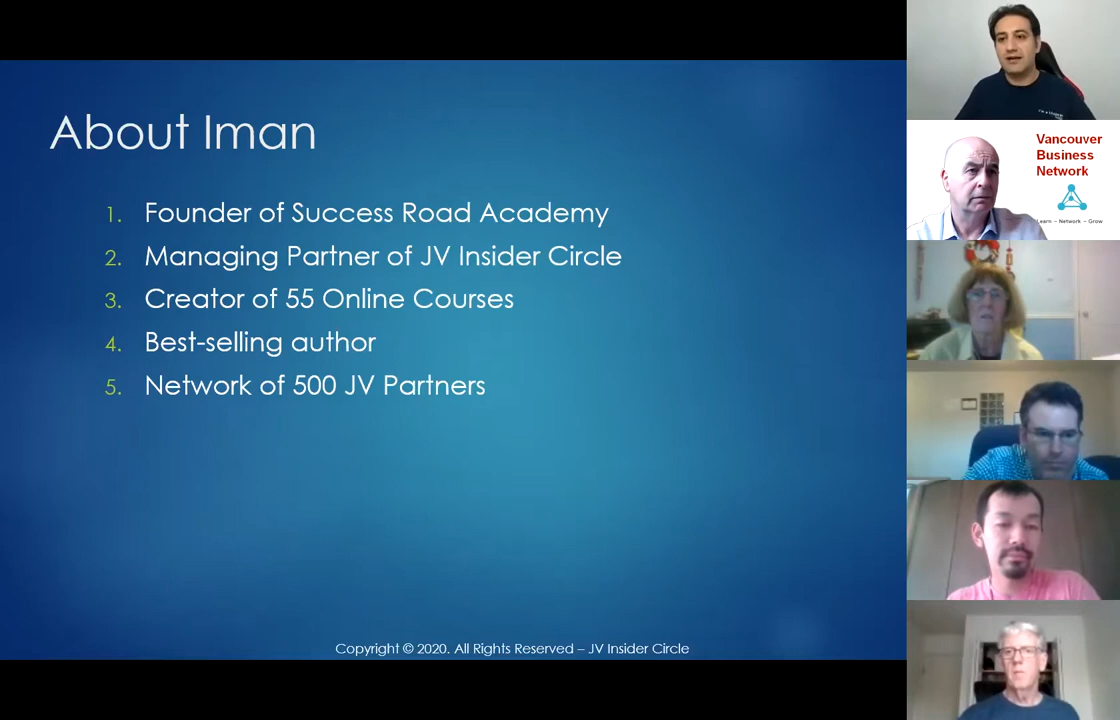 About Iman
1. Founder of Success Road Academy
2. Managing Partner of JV Insider Circle
3. Creator of 55 Online Courses
4. Best-selling author
5. Network of 500 JV Partners
Copyright © 2020. All Rights Reserved – JV Insider Circle
Vancouver
Business
Network
Learn – Network – Grow